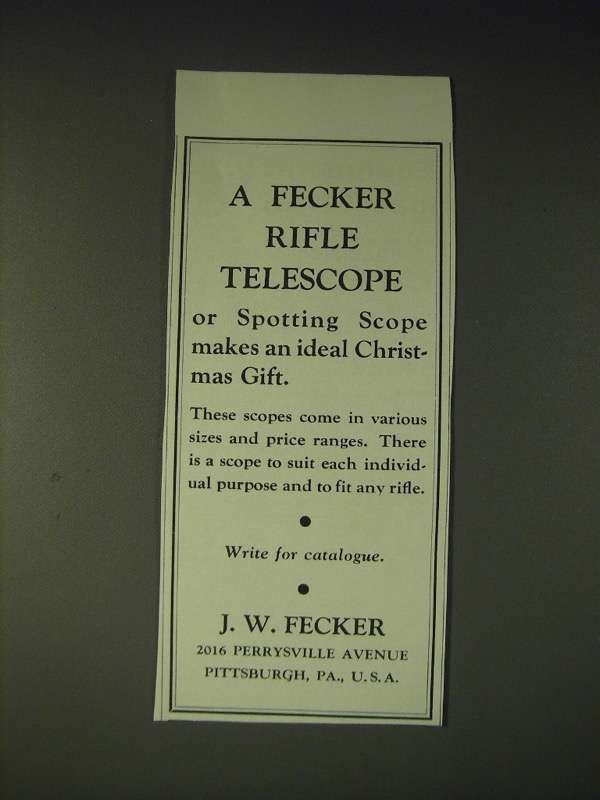 A FECKER
RIFLE
TELESCOPE
or Spotting Scope
makes an ideal Christ-
mas Gift.
These scopes come in various
sizes and price ranges. There
is a scope to suit each individ-
ual purpose and to fit any rifle.
Write for catalogue.
J. W. FECKER
2016 PERRYSVILLE AVENUE
PITTSBURGH, PA., U. S. A.